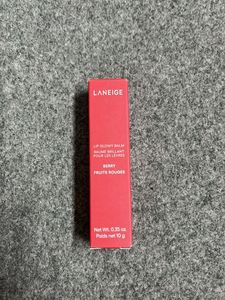 LANEIGE
LIP GLOWY BALM
BAUME BRILLANT
POUR LES LÈVRES
BERRY
FRUITS ROUGES
Net Wt. 0.35 oz.
Poids net 10 g